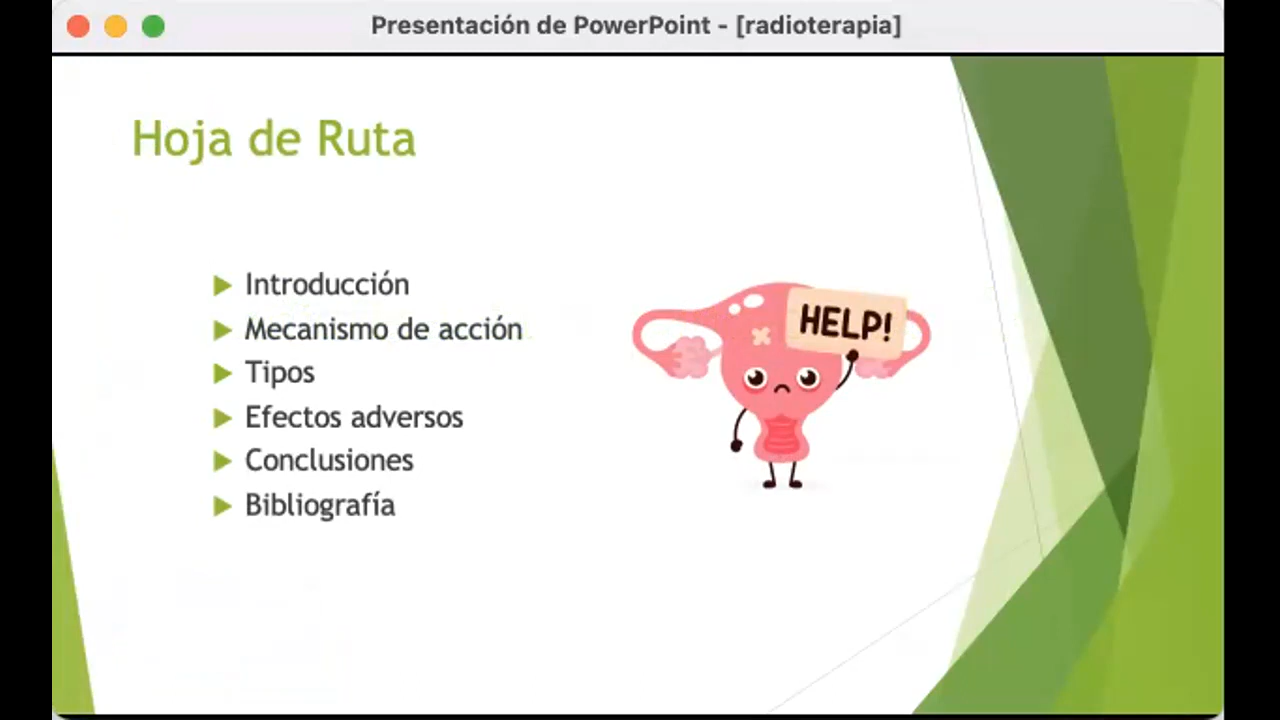 Presentación de PowerPoint - [radioterapia]
Hoja de Ruta
Introducción
Mecanismo de acción
Tipos
Efectos adversos
Conclusiones
Bibliografía
HELP!